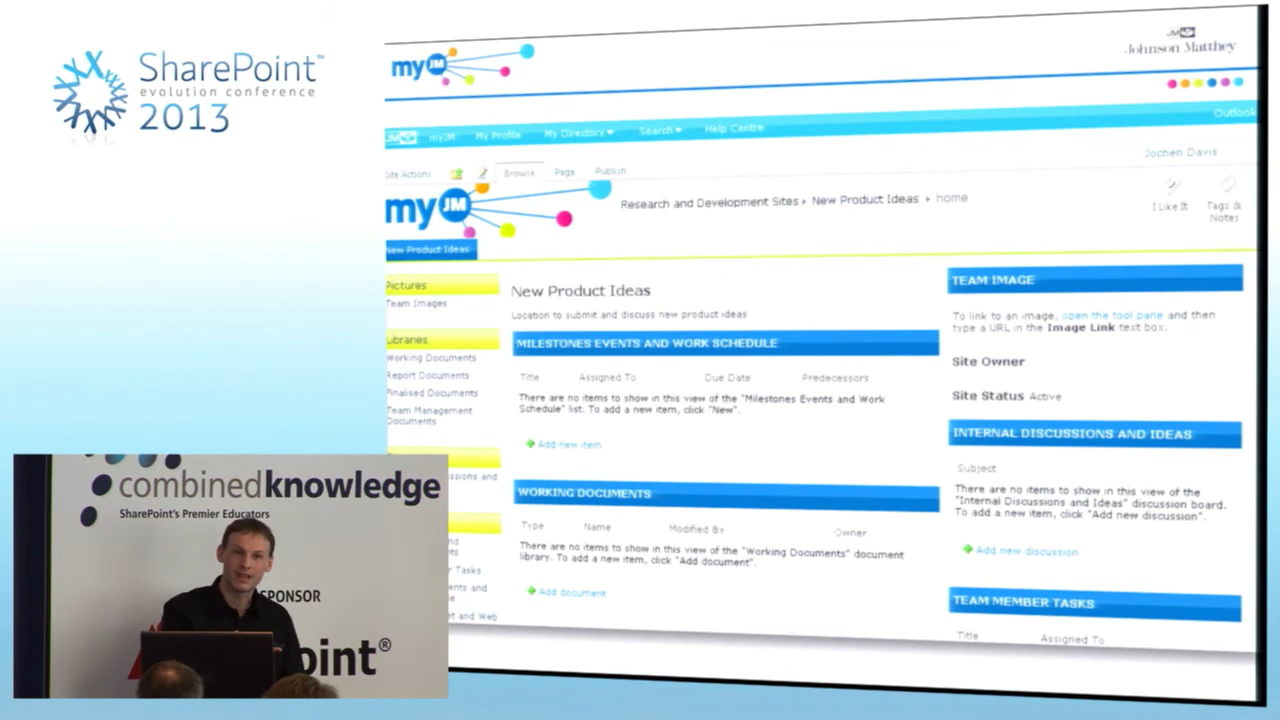 SharePoint™
evolution conference
2013
myJM
Johnson Matthey
myJM My Profile My Directory Search Help Centre
Outlook
Jochen Davis
Site Actions Browse Page Publish
myJM
Research and Development Sites New Product Ideas home
I Like It
Tags &
Notes
New Product Ideas
Pictures
Team Images
Libraries
Working Documents
Report Documents
Finalised Documents
Team Management
Documents
New Product Ideas
Location to submit and discuss new product ideas
MILESTONES EVENTS AND WORK SCHEDULE
Title Assigned To Due Date Predecessors
There are no items to show in this view of the "Milestones Events and Work
Schedule" list. To add a new item, click "New".
Add new item
WORKING DOCUMENTS
Type Name Modified By Owner
There are no items to show in this view of the "Working Documents" document
library. To add a new item, click "Add document".
Add document
TEAM IMAGE
To link to an image, open the tool pane and then
type a URL in the Image Link text box.
Site Owner
Site Status Active
INTERNAL DISCUSSIONS AND IDEAS
Subject
There are no items to show in this view of the
"Internal Discussions and Ideas" discussion board.
To add a new item, click "Add new discussion".
Add new discussion
TEAM MEMBER TASKS
Title Assigned To
combinedknowledge
SharePoint's Premier Educators
SPONSOR
oint®